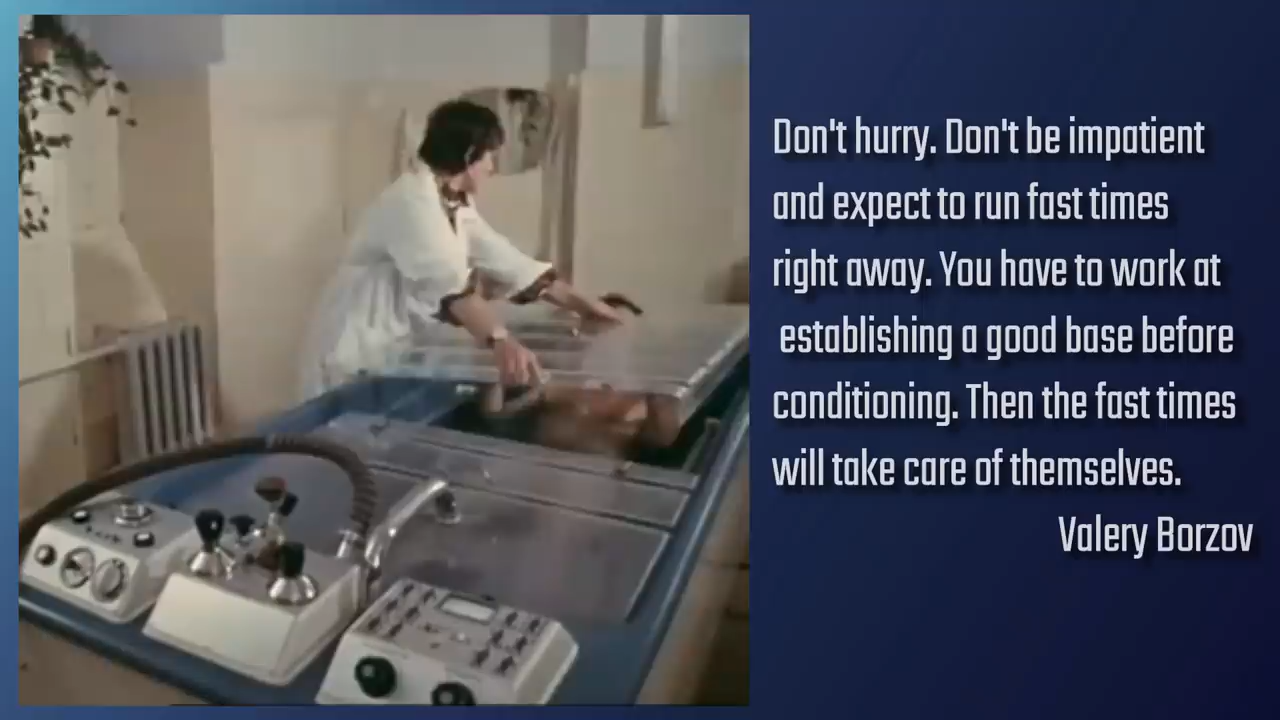 Don't hurry. Don't be impatient
and expect to run fast times
right away. You have to work at
establishing a good base before
conditioning. Then the fast times
will take care of themselves.
Valery Borzov